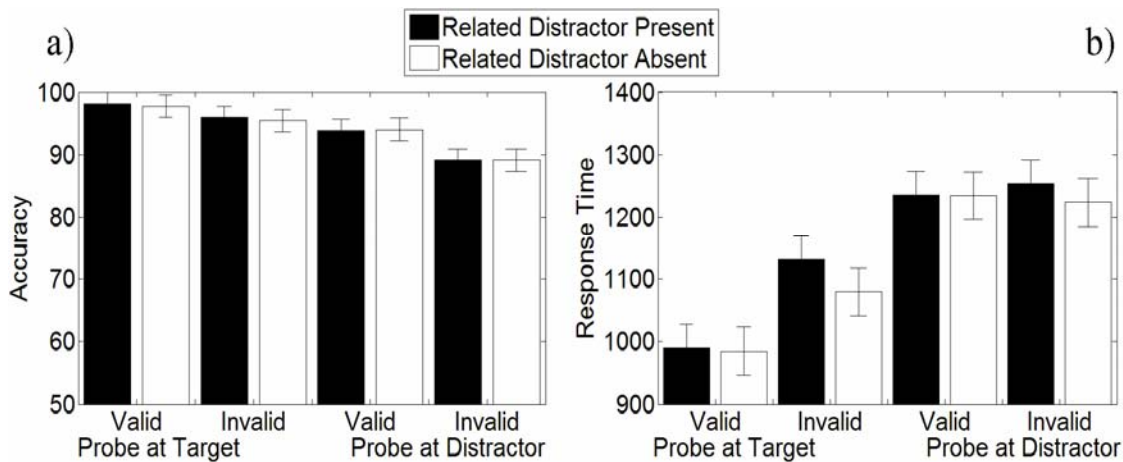 a)
Related Distractor Present
Related Distractor Absent
b)
Accuracy
100
90
80
70
60
50
Valid Invalid Valid Invalid
Probe at Target Probe at Distractor
Response Time
1400
1300
1200
1100
1000
900
Valid Invalid Valid Invalid
Probe at Target Probe at Distractor